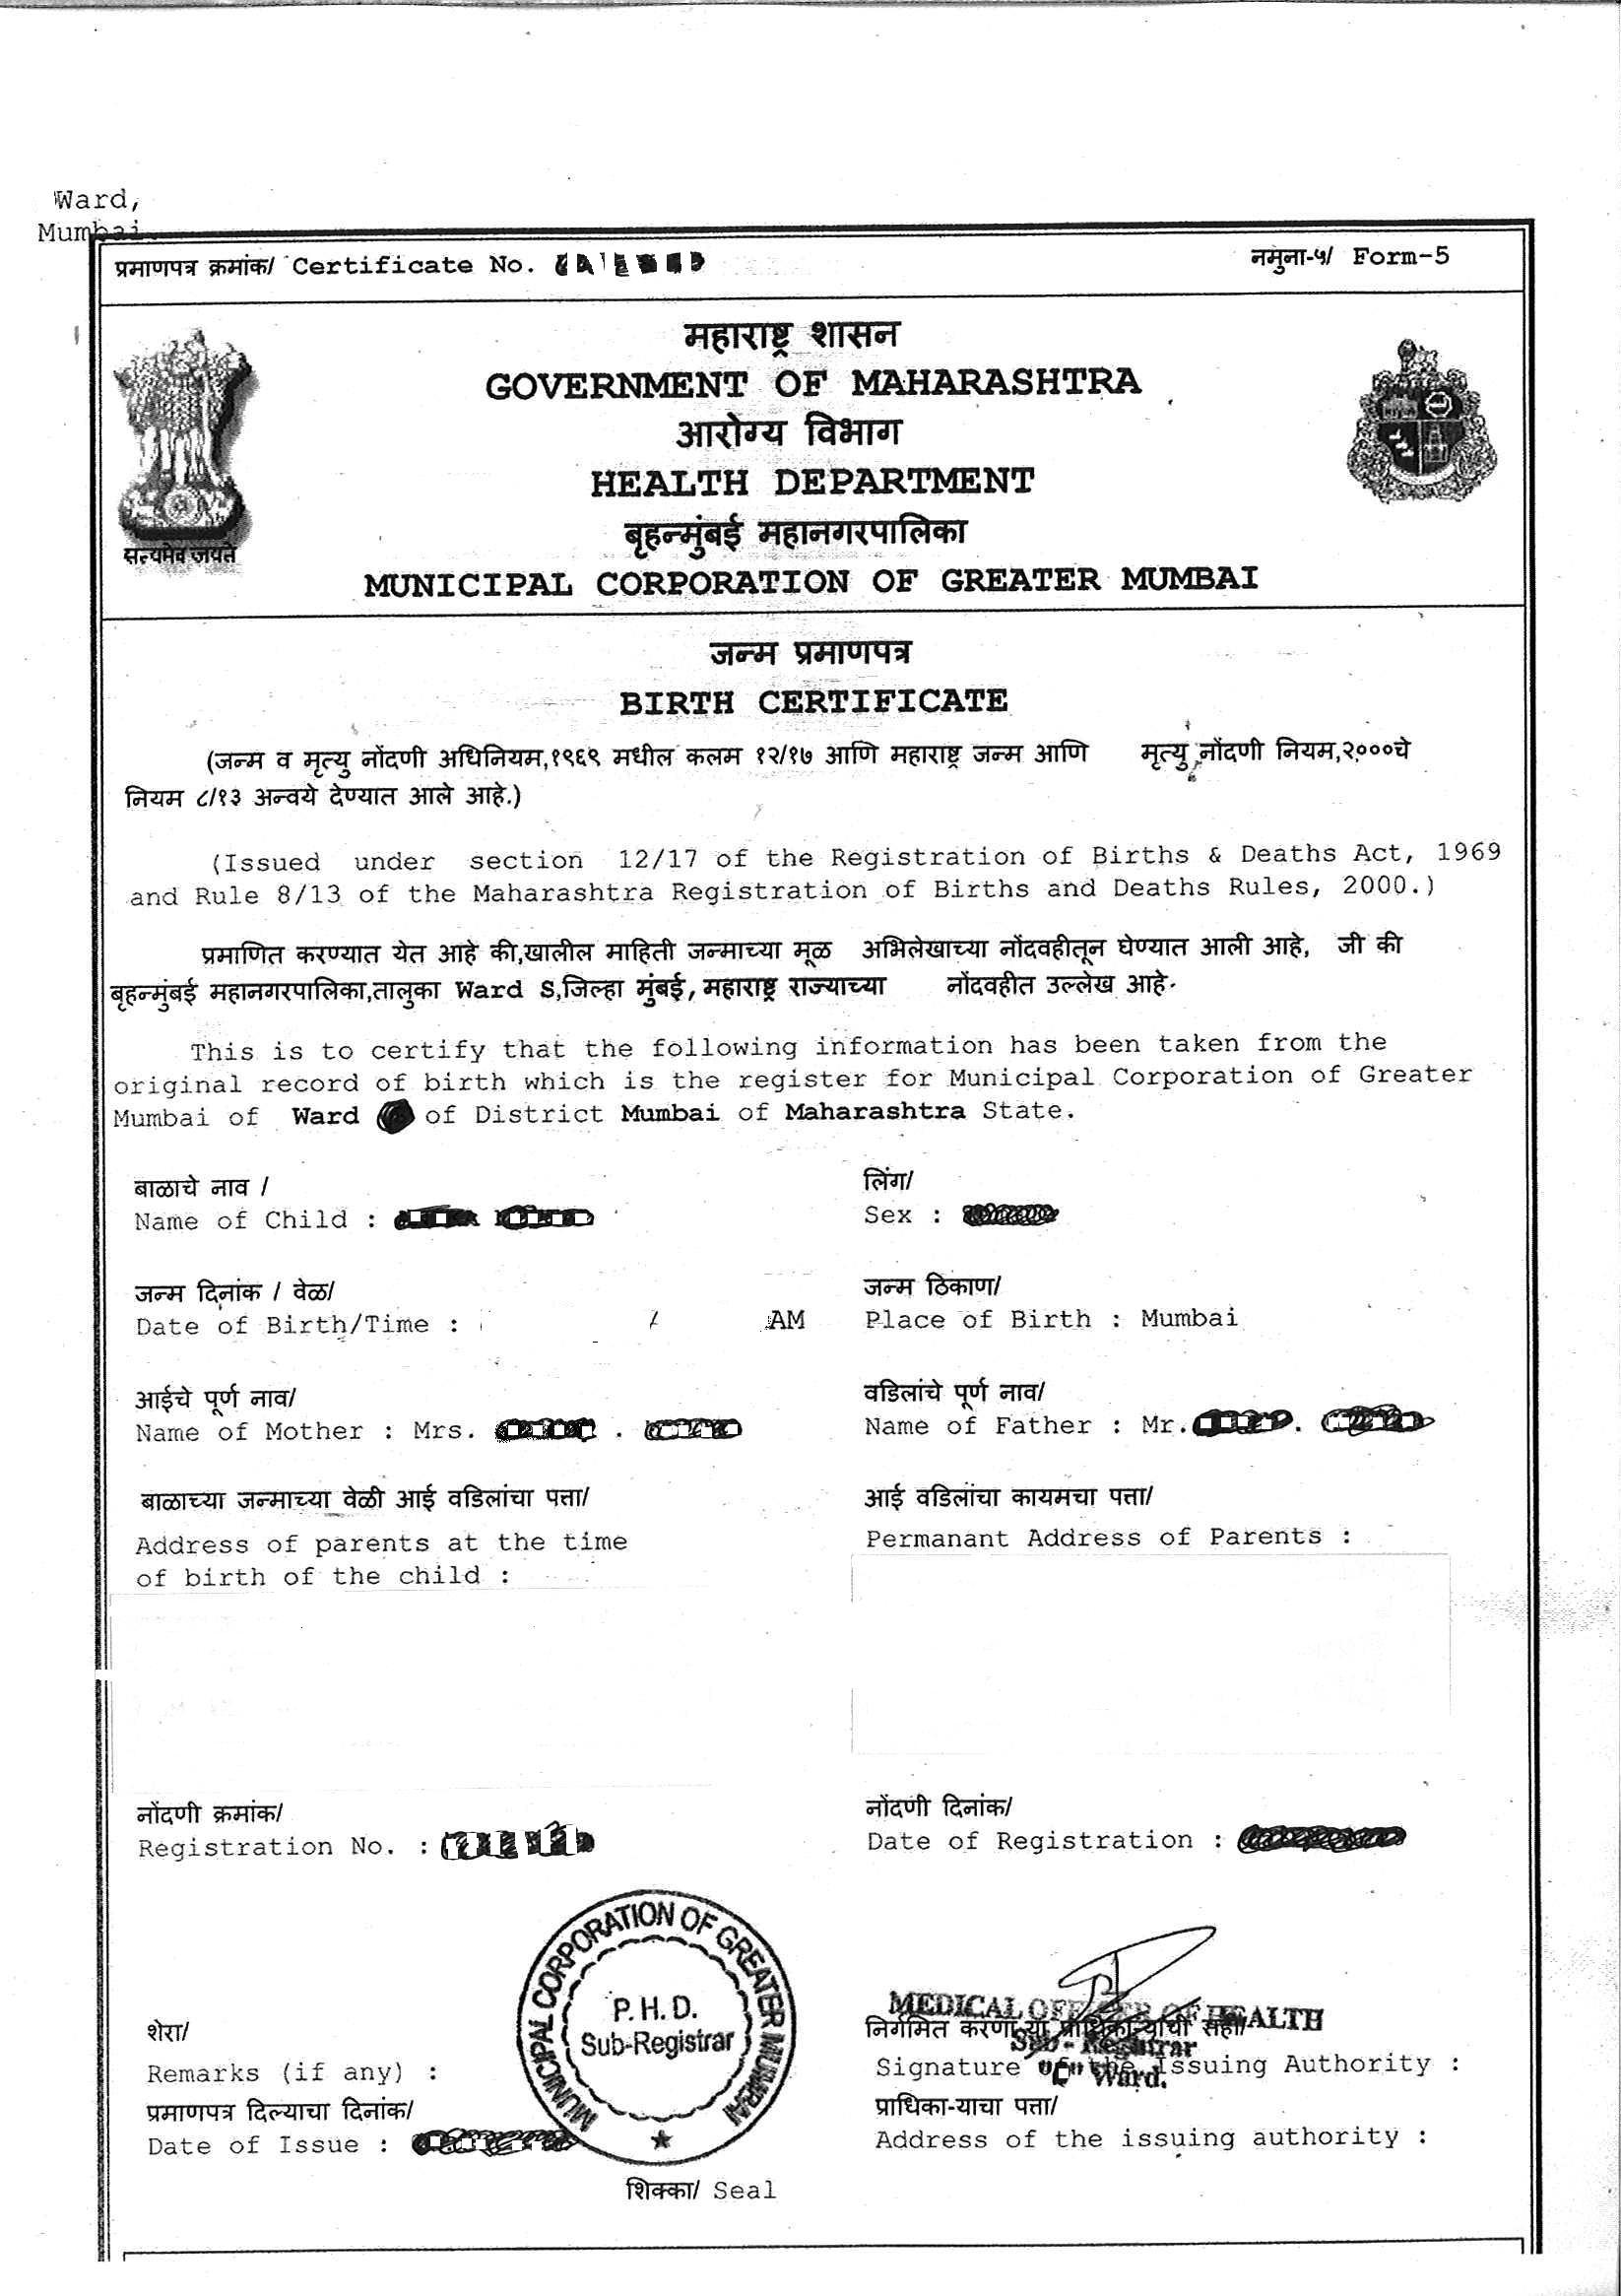 Ward,
Mumbai
प्रमाणपत्र क्रमांक/ Certificate No.
नमुना-५/ Form-5
महाराष्ट्र शासन
GOVERNMENT OF MAHARASHTRA
आरोग्य विभाग
HEALTH DEPARTMENT
बृहन्मुंबई महानगरपालिका
MUNICIPAL CORPORATION OF GREATER MUMBAI
सत्यमेव जयते
जन्म प्रमाणपत्र
BIRTH CERTIFICATE
(जन्म व मृत्यु नोंदणी अधिनियम,१९६९ मधील कलम १२/१७ आणि महाराष्ट्र जन्म आणि मृत्यु नोंदणी नियम,२०००चे
नियम ८/१३ अन्वये देण्यात आले आहे.)
(Issued under section 12/17 of the Registration of Births & Deaths Act, 1969
and Rule 8/13 of the Maharashtra Registration of Births and Deaths Rules, 2000.)
प्रमाणित करण्यात येत आहे की,खालील माहिती जन्माच्या मूळ अभिलेखाच्या नोंदवहीतून घेण्यात आली आहे, जी की
बृहन्मुंबई महानगरपालिका,तालुका Ward S,जिल्हा मुंबई,महाराष्ट्र राज्याच्या नोंदवहीत उल्लेख आहे.
This is to certify that the following information has been taken from the
original record of birth which is the register for Municipal Corporation of Greater
Mumbai of Ward of District Mumbai of Maharashtra State.
बाळाचे नाव /
Name of Child :
लिंग/
Sex :
जन्म दिनांक / वेळ/
Date of Birth/Time : / AM
जन्म ठिकाण/
Place of Birth : Mumbai
आईचे पूर्ण नाव/
Name of Mother : Mrs. .
वडिलांचे पूर्ण नाव/
Name of Father : Mr. .
बाळाच्या जन्माच्या वेळी आई वडिलांचा पत्ता/
Address of parents at the time
of birth of the child :
आई वडिलांचा कायमचा पत्ता/
Permanant Address of Parents :
नोंदणी क्रमांक/
Registration No. :
नोंदणी दिनांक/
Date of Registration :
MUNICIPAL CORPORATION OF GREATER MUMBAI
P.H.D.
Sub-Registrar
शेरा/
Remarks (if any) :
प्रमाणपत्र दिल्याचा दिनांक/
Date of Issue :
शिक्का/ Seal
MEDICAL OFFICER OF HEALTH
निर्गमित करणा-या प्राधिका-याची सही/
Sub-Registrar
Signature of the Issuing Authority :
Ward.
प्राधिका-याचा पत्ता/
Address of the issuing authority :